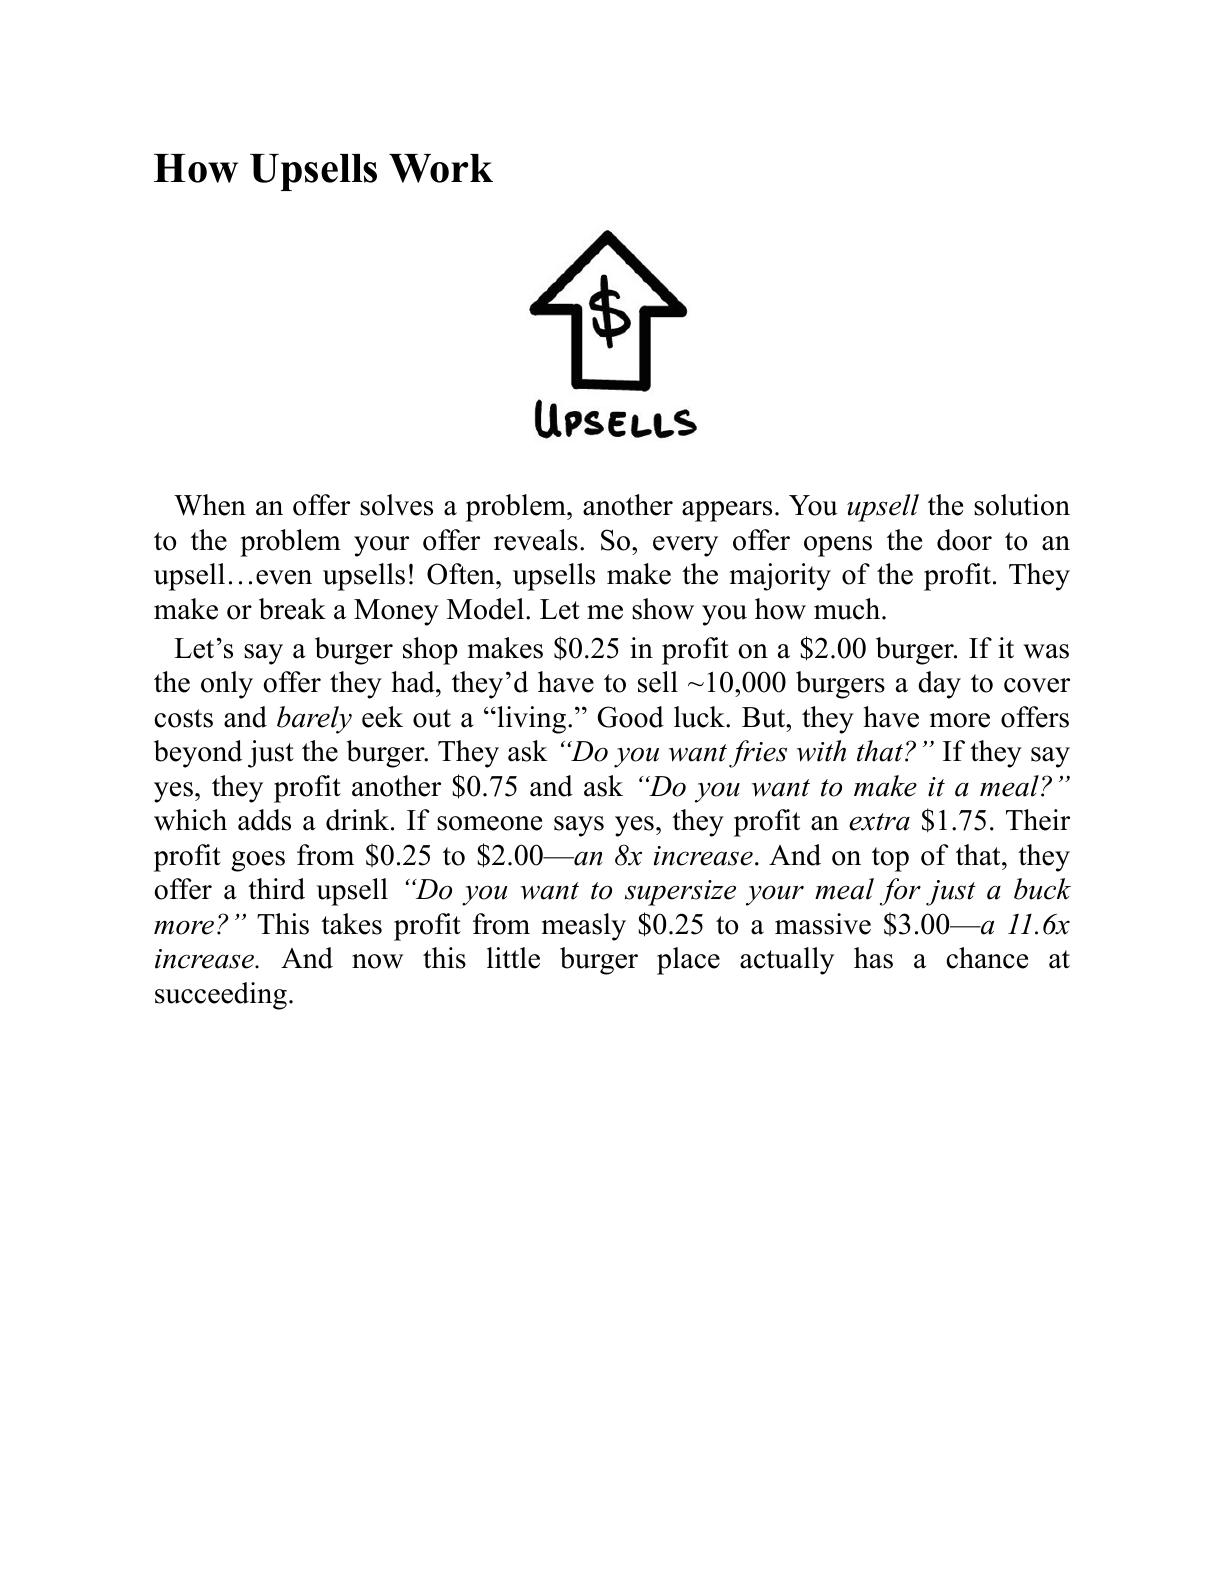 How Upsells Work
$
UPSELLS
When an offer solves a problem, another appears. You upsell the solution
to the problem your offer reveals. So, every offer opens the door to an
upsell…even upsells! Often, upsells make the majority of the profit. They
make or break a Money Model. Let me show you how much.
Let’s say a burger shop makes $0.25 in profit on a $2.00 burger. If it was
the only offer they had, they’d have to sell ~10,000 burgers a day to cover
costs and barely eek out a “living.” Good luck. But, they have more offers
beyond just the burger. They ask “Do you want fries with that?” If they say
yes, they profit another $0.75 and ask “Do you want to make it a meal?”
which adds a drink. If someone says yes, they profit an extra $1.75. Their
profit goes from $0.25 to $2.00—an 8x increase. And on top of that, they
offer a third upsell “Do you want to supersize your meal for just a buck
more?” This takes profit from measly $0.25 to a massive $3.00—a 11.6x
increase. And now this little burger place actually has a chance at
succeeding.